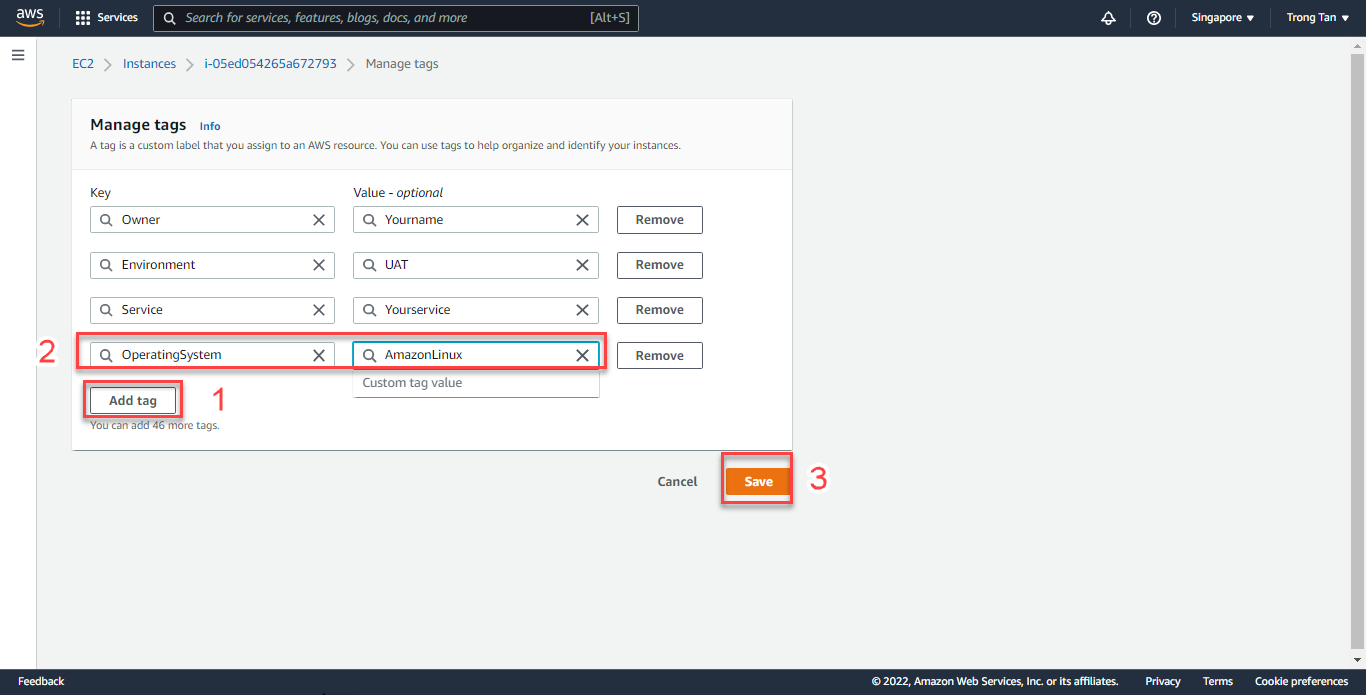 aws Services Search for services, features, blogs, docs, and more [Alt+S] Singapore Trong Tan
EC2 Instances i-05ed054265a672793 Manage tags
Manage tags Info
A tag is a custom label that you assign to an AWS resource. You can use tags to help organize and identify your instances.
Key Value - optional
Owner Yourname Remove
Environment UAT Remove
Service Yourservice Remove
2 OperatingSystem AmazonLinux Remove
Custom tag value
Add tag 1
You can add 46 more tags.
Cancel Save 3
Feedback © 2022, Amazon Web Services, Inc. or its affiliates. Privacy Terms Cookie preferences